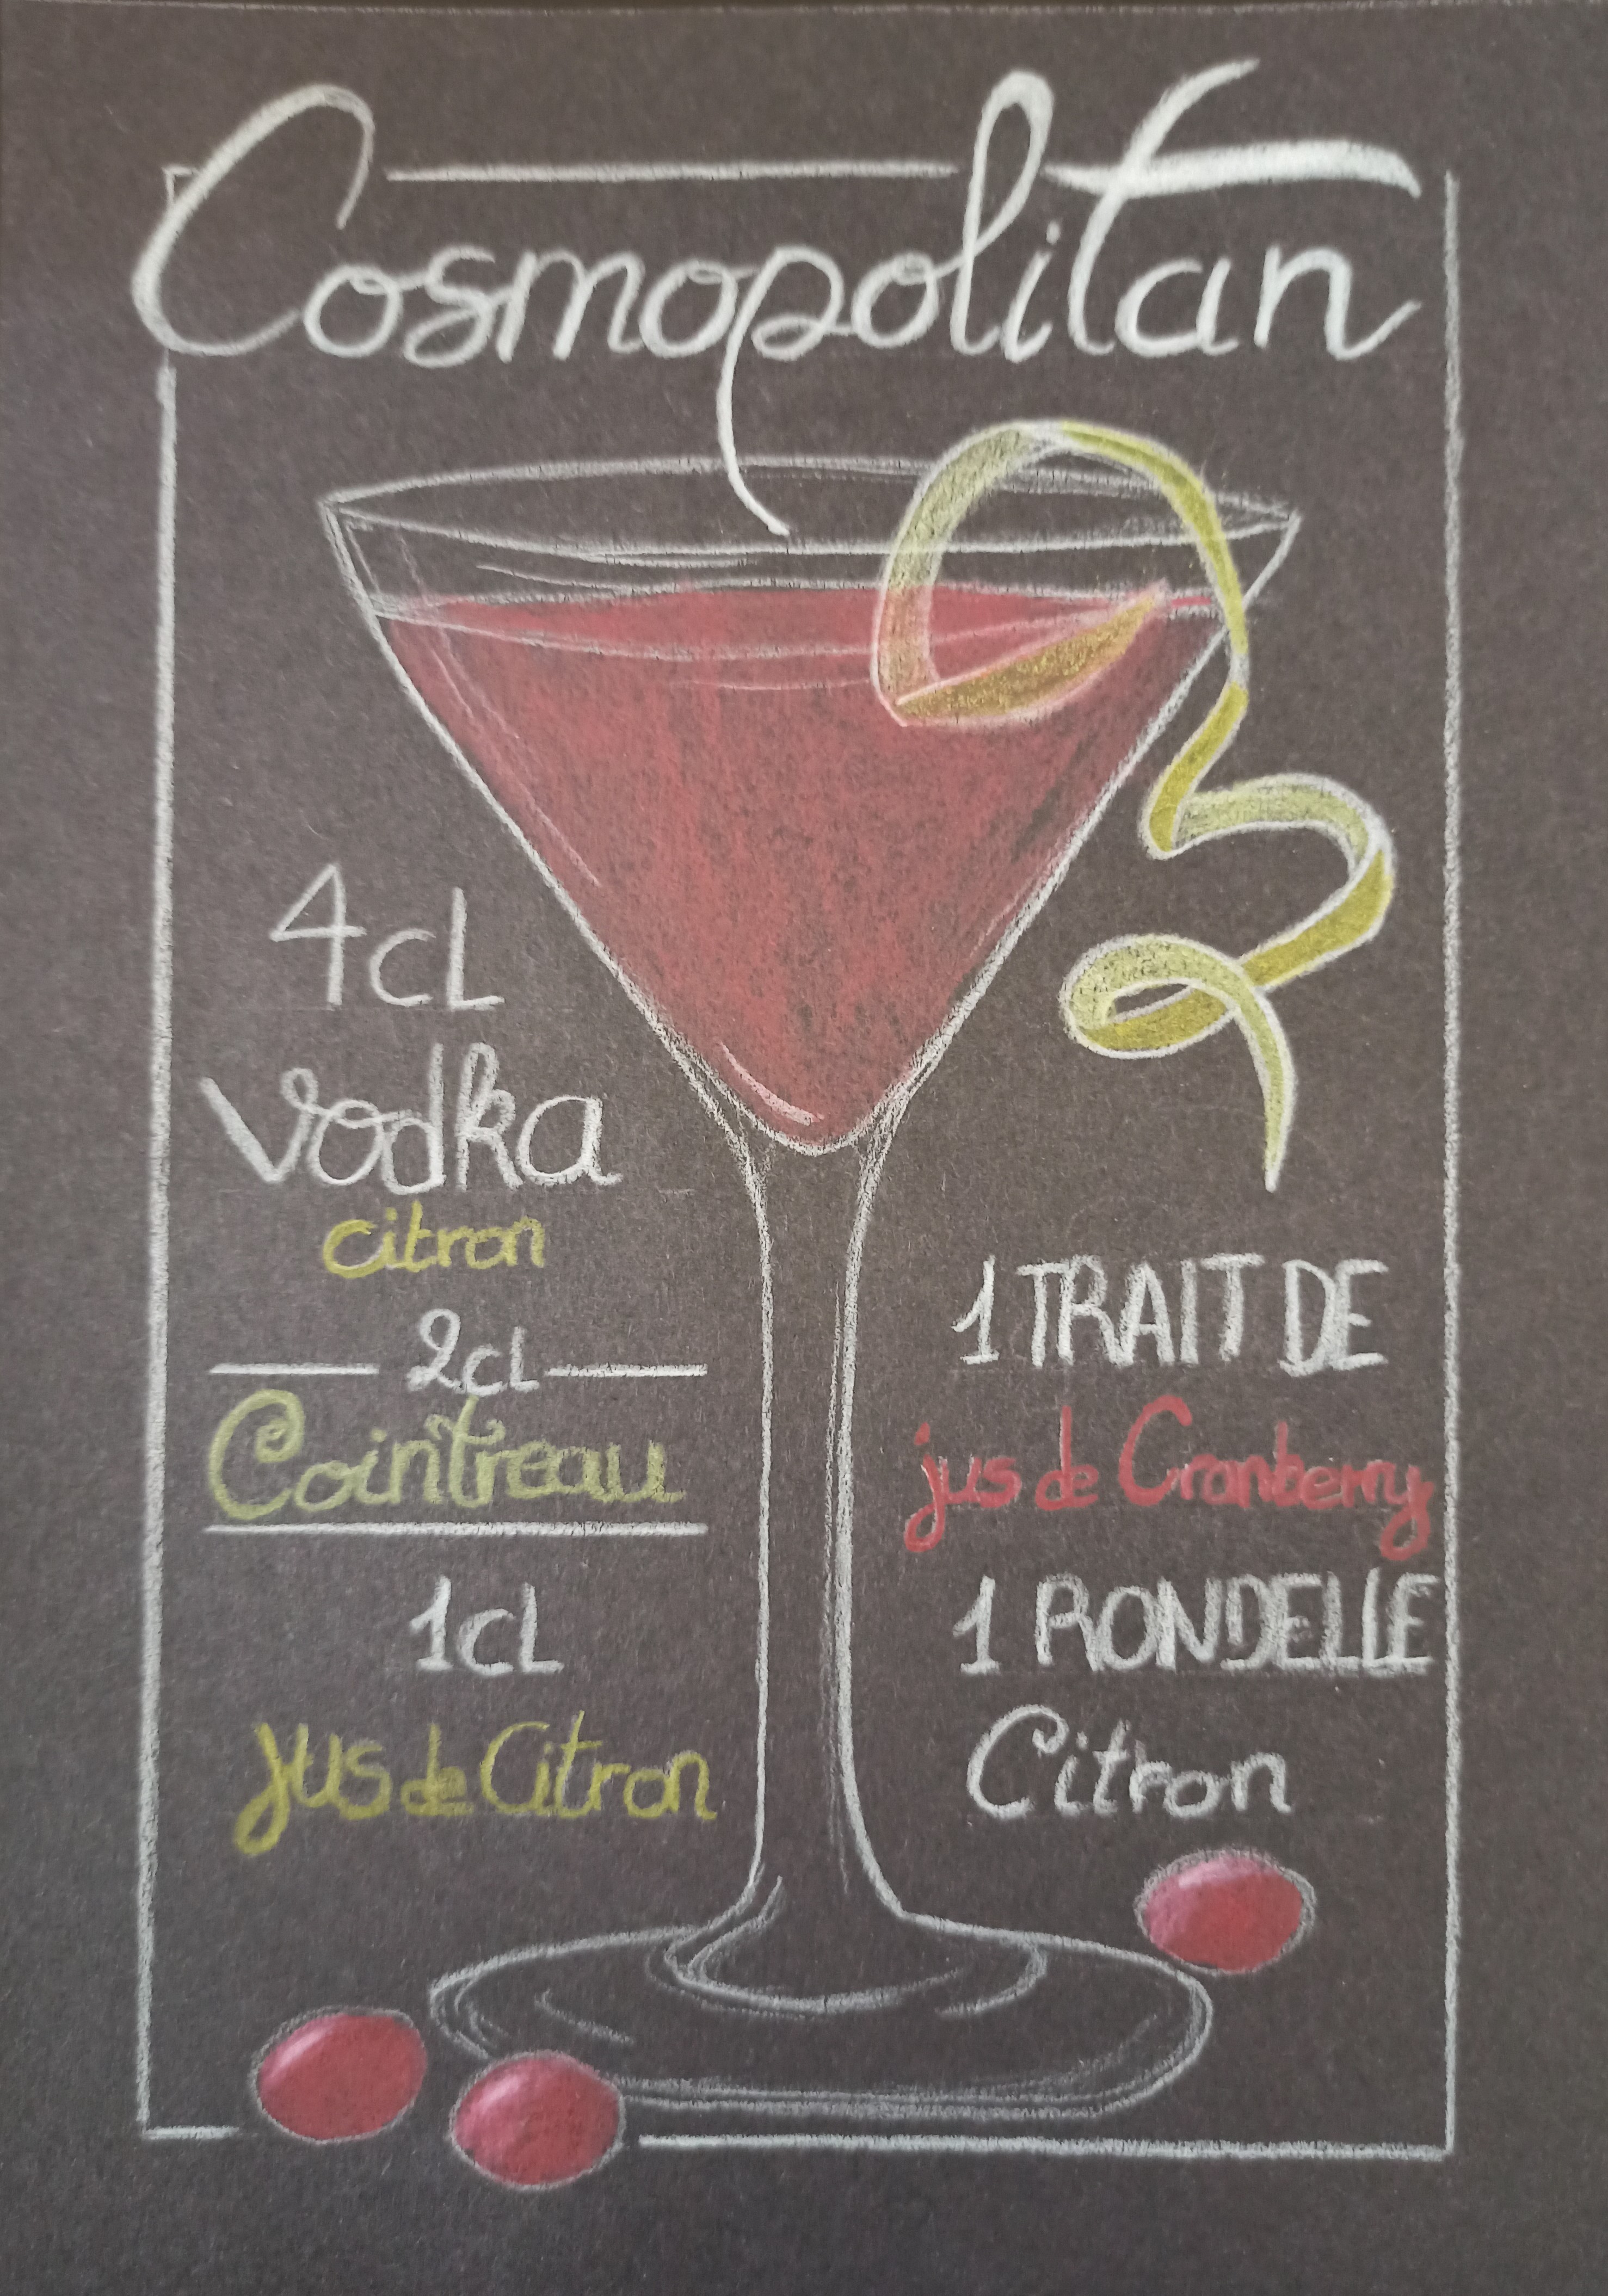 Cosmopolitan
4cL
Vodka
citron
2cL
Cointreau
1cL
Jus de Citron
1 TRAIT DE
jus de Cranberry
1 RONDELLE
Citron